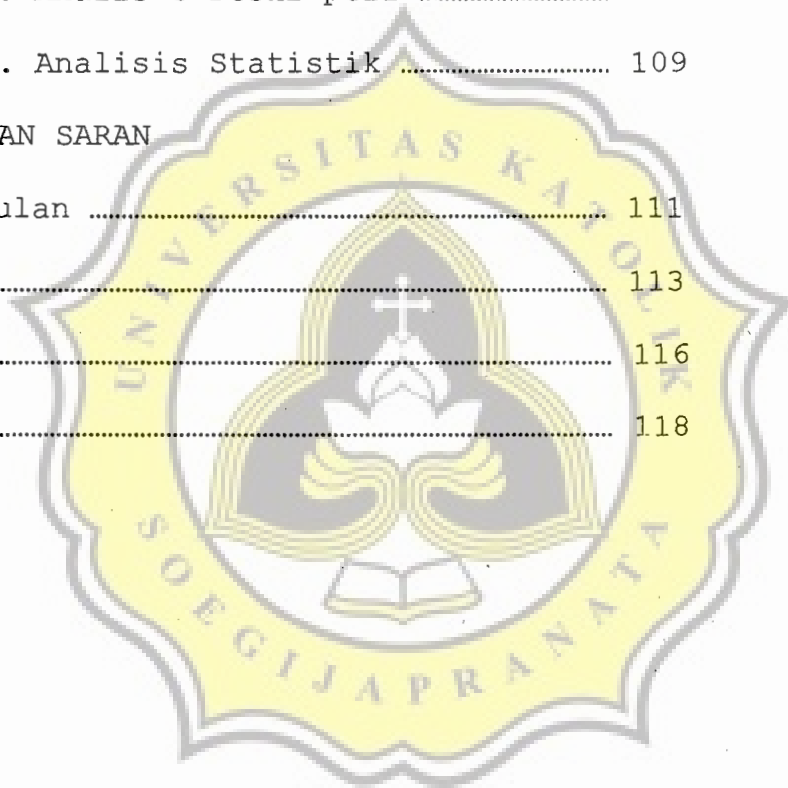 . Analisis Statistik ........................ 109
AN SARAN
ulan ............................................................ 111
........................................................................ 113
........................................................................ 116
........................................................................ 118
UNIVERSITAS KATOLIK
SOEGIJAPRANATA